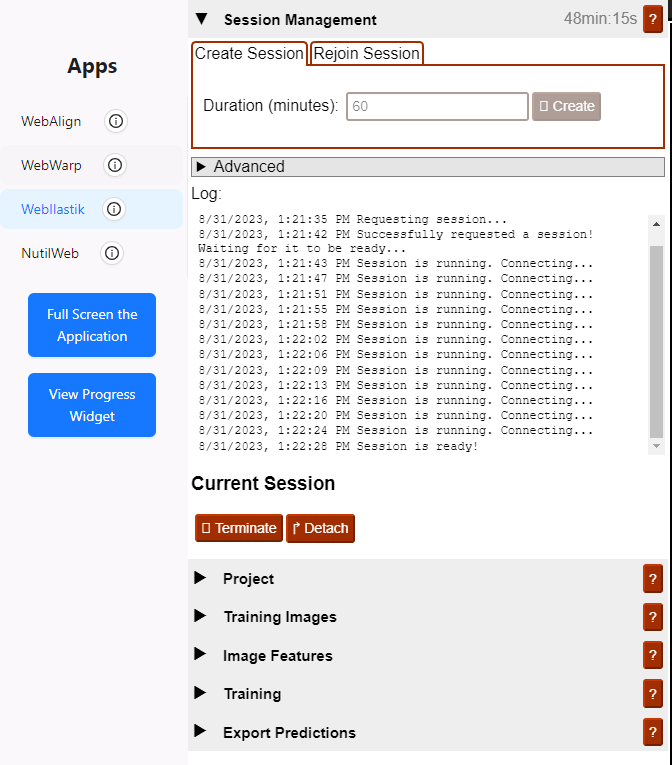 Apps
WebAlign
WebWarp
WebIlastik
NutilWeb
Full Screen the
Application
View Progress
Widget
Session Management 48min:15s ?
Create Session Rejoin Session
Duration (minutes): 60 Create
Advanced
Log:
8/31/2023, 1:21:35 PM Requesting session...
8/31/2023, 1:21:42 PM Successfully requested a session!
Waiting for it to be ready...
8/31/2023, 1:21:43 PM Session is running. Connecting...
8/31/2023, 1:21:47 PM Session is running. Connecting...
8/31/2023, 1:21:51 PM Session is running. Connecting...
8/31/2023, 1:21:55 PM Session is running. Connecting...
8/31/2023, 1:21:58 PM Session is running. Connecting...
8/31/2023, 1:22:02 PM Session is running. Connecting...
8/31/2023, 1:22:06 PM Session is running. Connecting...
8/31/2023, 1:22:09 PM Session is running. Connecting...
8/31/2023, 1:22:13 PM Session is running. Connecting...
8/31/2023, 1:22:16 PM Session is running. Connecting...
8/31/2023, 1:22:20 PM Session is running. Connecting...
8/31/2023, 1:22:24 PM Session is running. Connecting...
8/31/2023, 1:22:28 PM Session is ready!
Current Session
Terminate Detach
Project ?
Training Images ?
Image Features ?
Training ?
Export Predictions ?